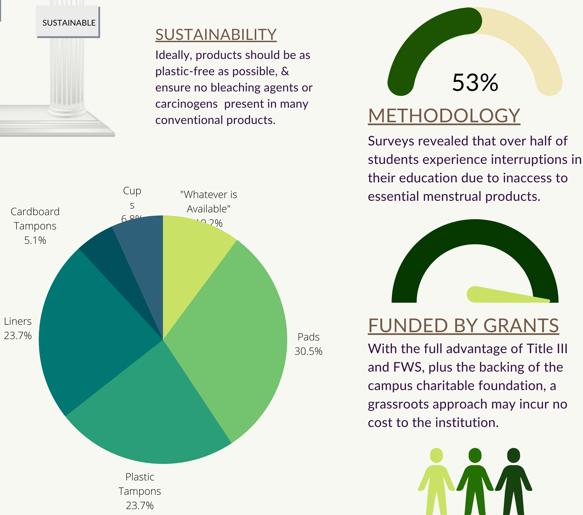 SUSTAINABLE
SUSTAINABILITY
Ideally, products should be as
plastic-free as possible, &
ensure no bleaching agents or
carcinogens present in many
conventional products.
53%
METHODOLOGY
Surveys revealed that over half of
students experience interruptions in
their education due to inaccess to
essential menstrual products.
Cup
s
6.8%
"Whatever is
Available"
Cardboard
Tampons
5.1%
Liners
23.7%
Pads
30.5%
Plastic
Tampons
23.7%
FUNDED BY GRANTS
With the full advantage of Title III
and FWS, plus the backing of the
campus charitable foundation, a
grassroots approach may incur no
cost to the institution.